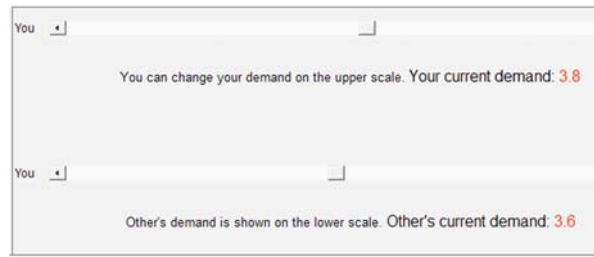 You
You can change your demand on the upper scale. Your current demand: 3.8
You
Other's demand is shown on the lower scale. Other's current demand: 3.6